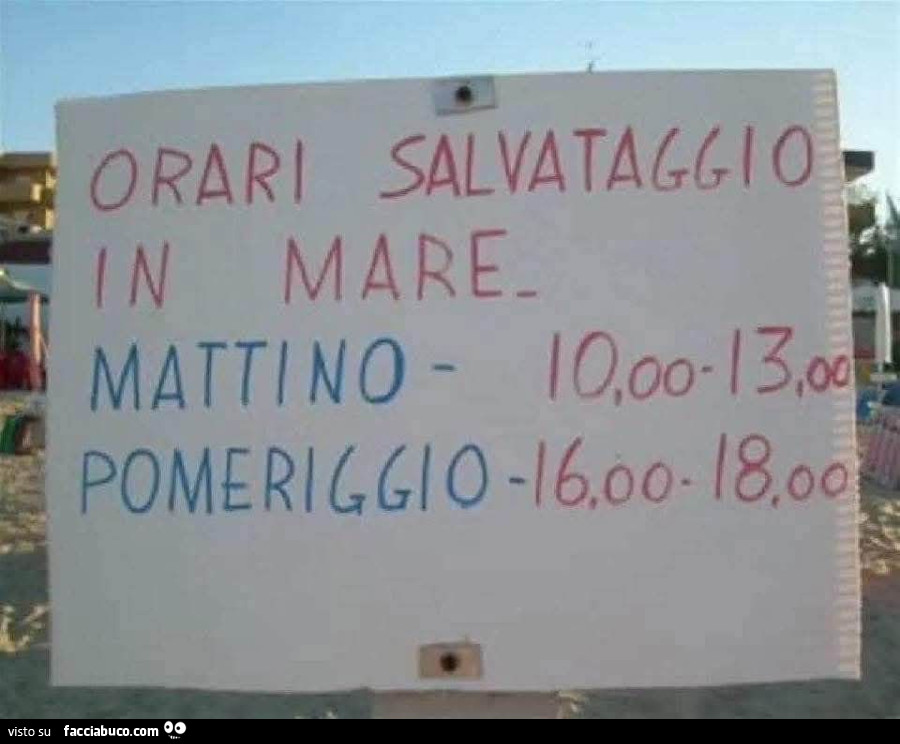 ORARI SALVATAGGIO
IN MARE_
MATTINO - 10,00-13,00
POMERIGGIO -16,00-18,00
visto su facciabuco.com